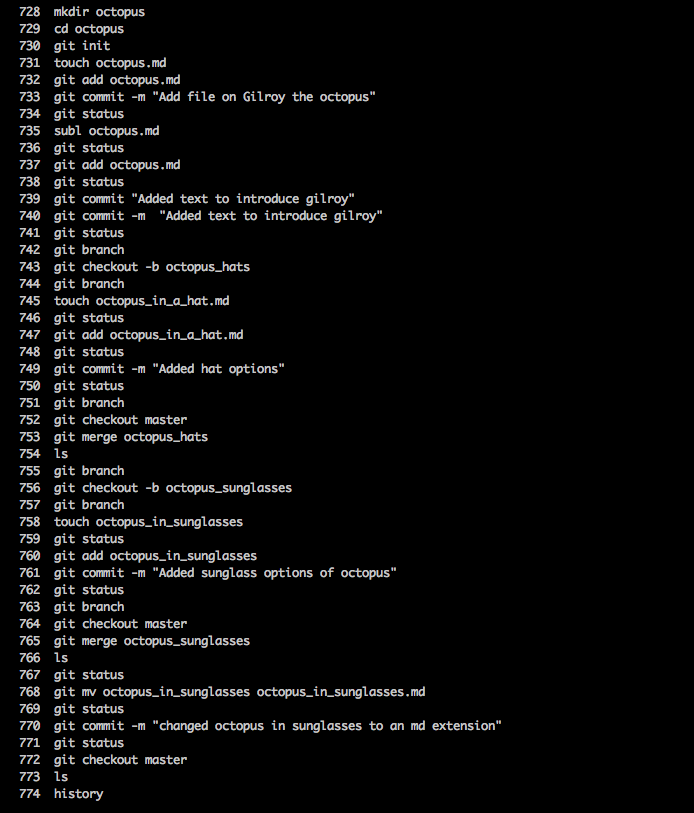 728 mkdir octopus
729 cd octopus
730 git init
731 touch octopus.md
732 git add octopus.md
733 git commit -m "Add file on Gilroy the octopus"
734 git status
735 subl octopus.md
736 git status
737 git add octopus.md
738 git status
739 git commit "Added text to introduce gilroy"
740 git commit -m  "Added text to introduce gilroy"
741 git status
742 git branch
743 git checkout -b octopus_hats
744 git branch
745 touch octopus_in_a_hat.md
746 git status
747 git add octopus_in_a_hat.md
748 git status
749 git commit -m "Added hat options"
750 git status
751 git branch
752 git checkout master
753 git merge octopus_hats
754 ls
755 git branch
756 git checkout -b octopus_sunglasses
757 git branch
758 touch octopus_in_sunglasses
759 git status
760 git add octopus_in_sunglasses
761 git commit -m "Added sunglass options of octopus"
762 git status
763 git branch
764 git checkout master
765 git merge octopus_sunglasses
766 ls
767 git status
768 git mv octopus_in_sunglasses octopus_in_sunglasses.md
769 git status
770 git commit -m "changed octopus in sunglasses to an md extension"
771 git status
772 git checkout master
773 ls
774 history